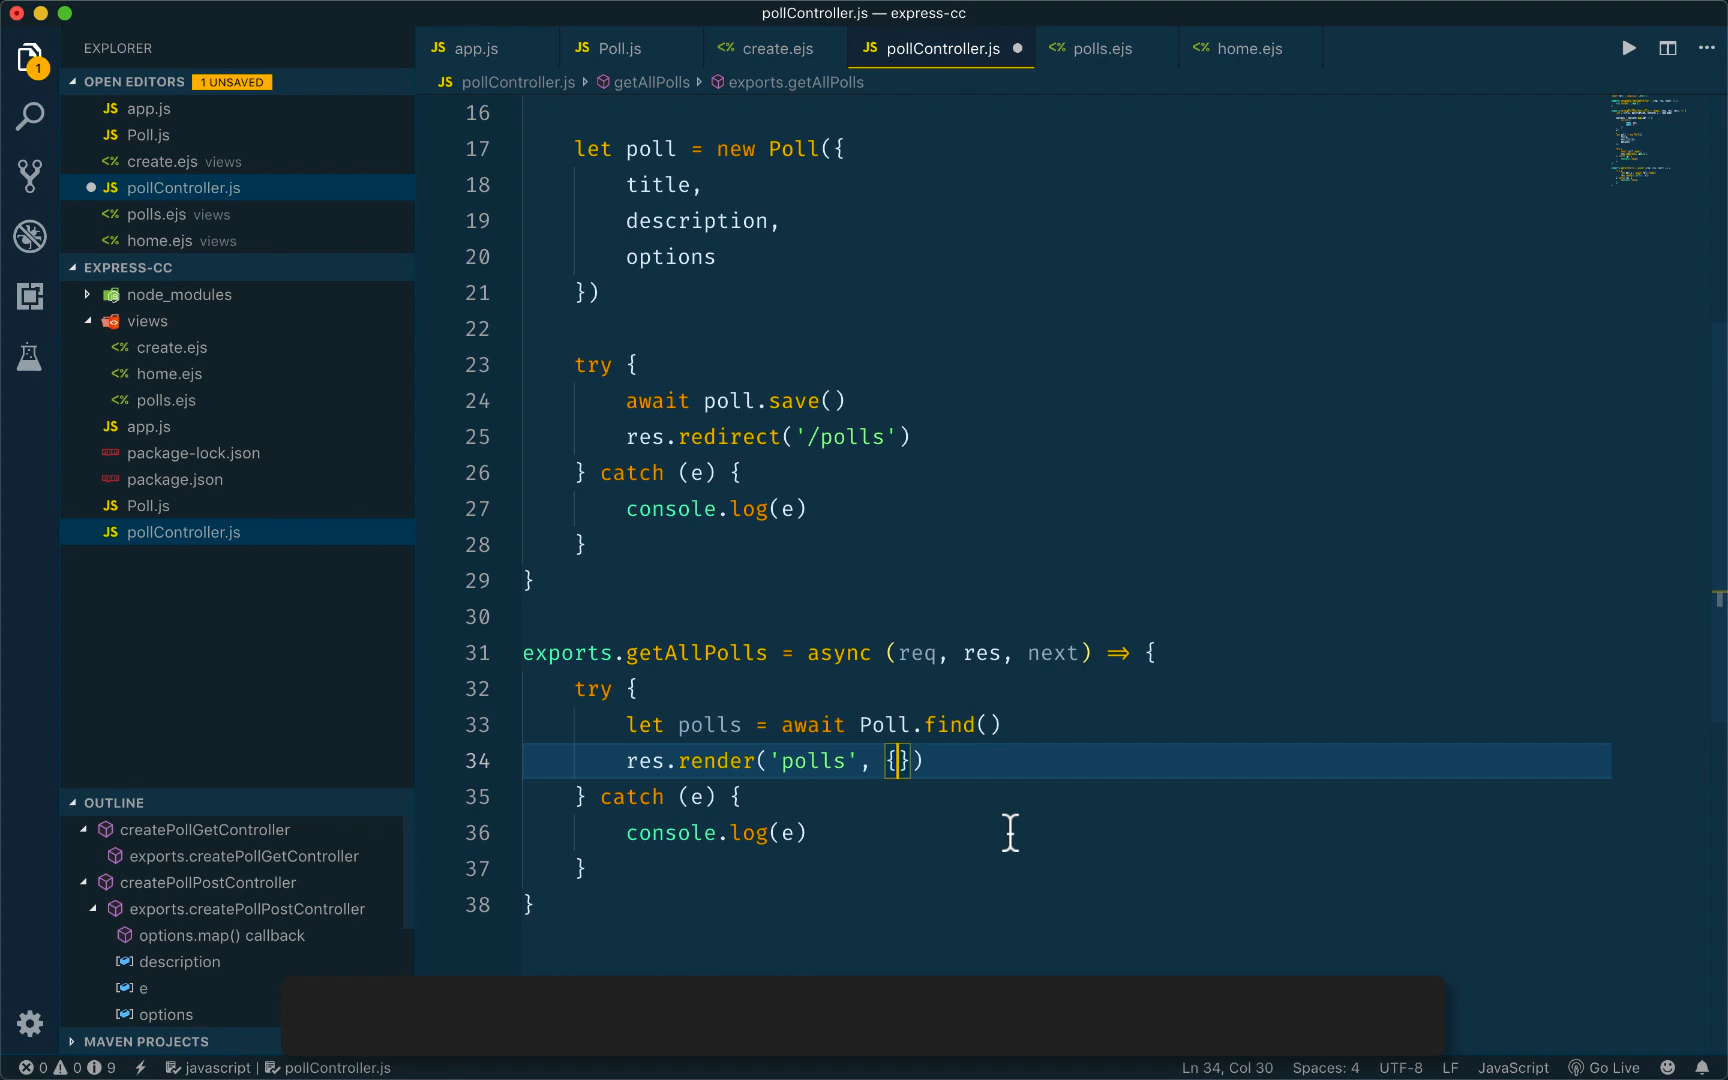 pollController.js — express-cc
EXPLORER
OPEN EDITORS 1 UNSAVED
JS app.js
JS Poll.js
<% create.ejs views
JS pollController.js
<% polls.ejs views
<% home.ejs views
EXPRESS-CC
node_modules
views
<% create.ejs
<% home.ejs
<% polls.ejs
JS app.js
package-lock.json
package.json
JS Poll.js
JS pollController.js
OUTLINE
createPollGetController
exports.createPollGetController
createPollPostController
exports.createPollPostController
options.map() callback
description
e
options
MAVEN PROJECTS
1
JS app.js JS Poll.js <% create.ejs JS pollController.js <% polls.ejs <% home.ejs
JS pollController.js getAllPolls exports.getAllPolls
16
17 let poll = new Poll({
18 title,
19 description,
20 options
21 })
22
23 try {
24 await poll.save()
25 res.redirect('/polls')
26 } catch (e) {
27 console.log(e)
28 }
29 }
30
31 exports.getAllPolls = async (req, res, next) => {
32 try {
33 let polls = await Poll.find()
34 res.render('polls', {})
35 } catch (e) {
36 console.log(e)
37 }
38 }
0 0 9 javascript | pollController.js Ln 34, Col 30 Spaces: 4 UTF-8 LF JavaScript Go Live